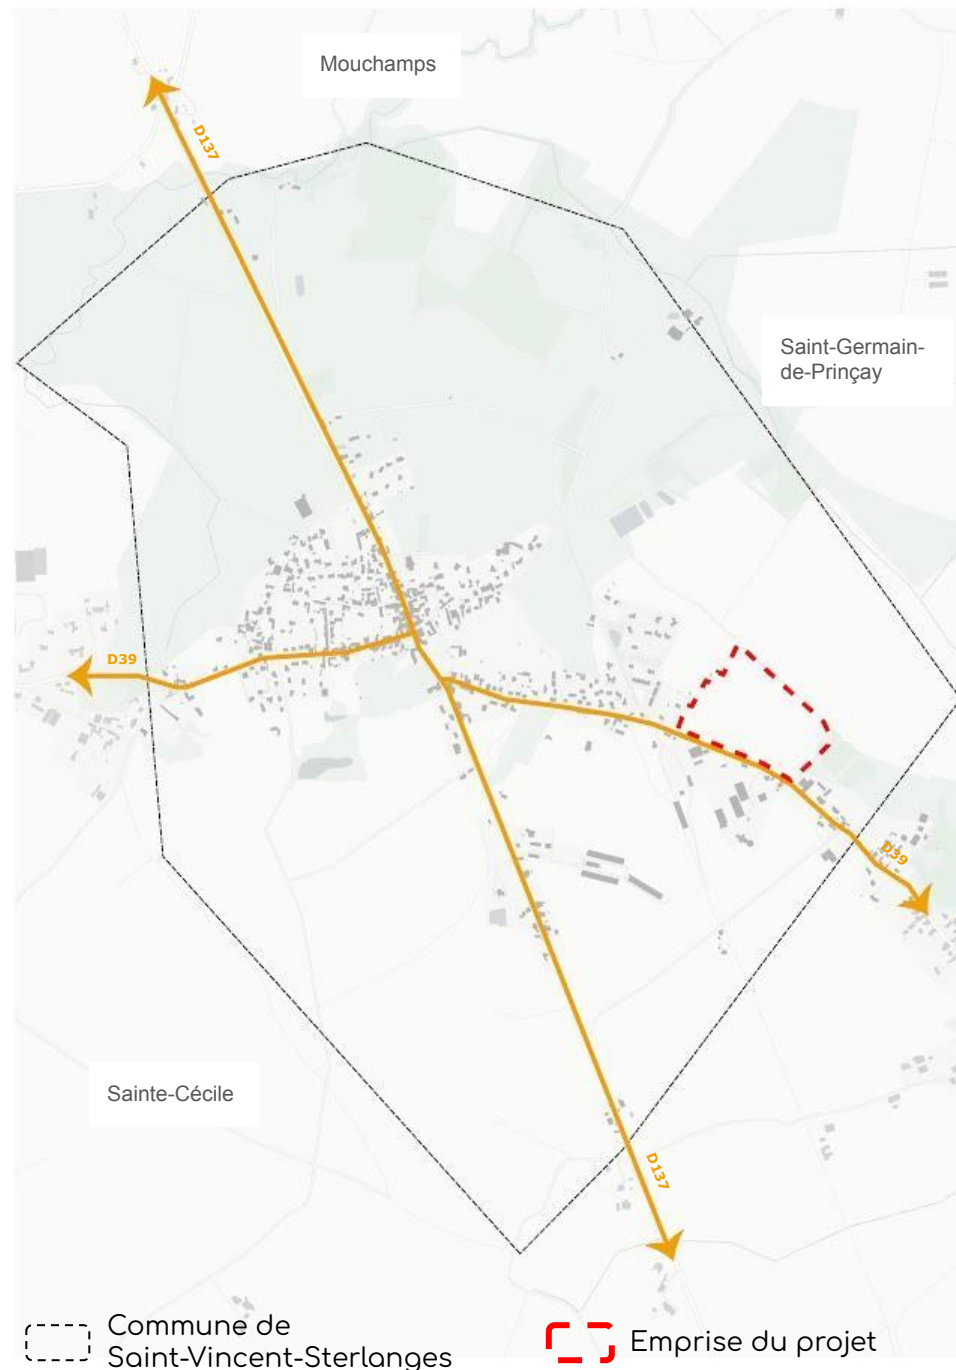 Mouchamps
D137
Saint-Germain-
de-Prinçay
D39
D39
Sainte-Cécile
D137
Commune de
Saint-Vincent-Sterlanges
Emprise du projet